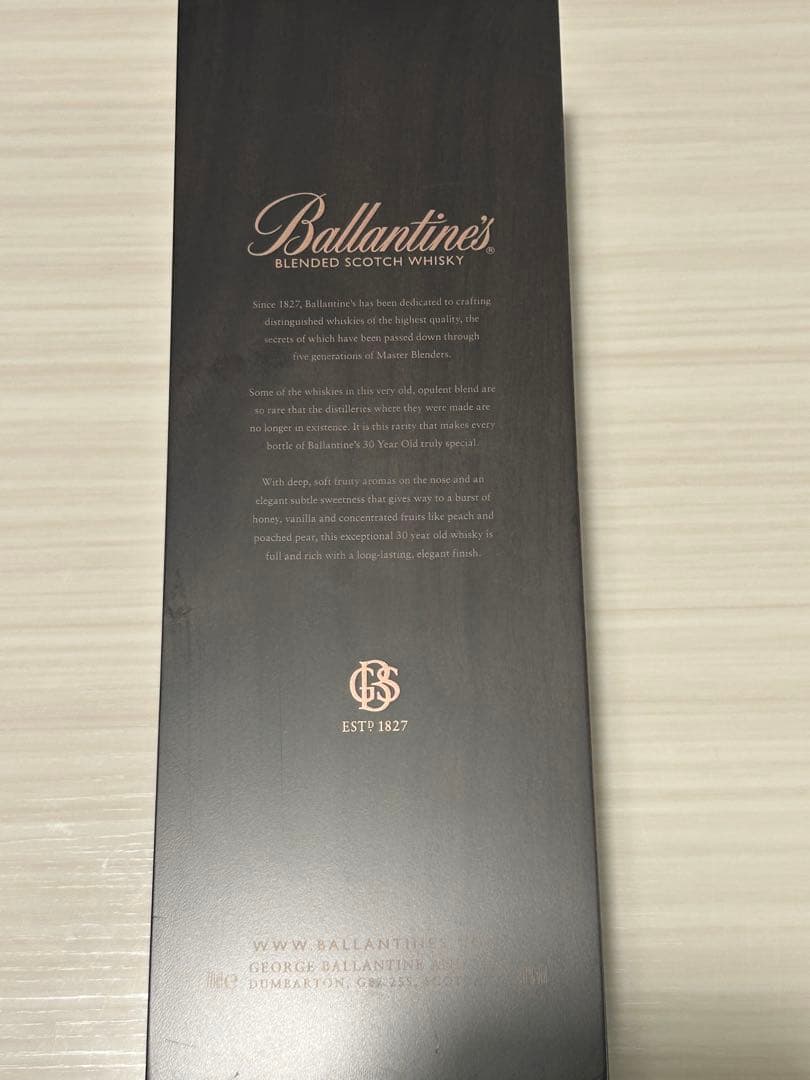 Ballantine's®
BLENDED SCOTCH WHISKY
Since 1827, Ballantine's has been dedicated to crafting
distinguished whiskies of the highest quality, the
secrets of which have been passed down through
five generations of Master Blenders.
Some of the whiskies in this very old, opulent blend are
so rare that the distilleries where they were made are
no longer in existence. It is this rarity that makes every
bottle of Ballantine's 30 Year Old truly special.
With deep, soft fruity aromas on the nose and an
elegant subtle sweetness that gives way to a burst of
honey, vanilla and concentrated fruits like peach and
poached pear, this exceptional 30 year old whisky is
full and rich with a long-lasting, elegant finish.
GBS
ESTD 1827
WWW.BALLANTINES
GEORGE BALLANTINE
DUMBARTON,